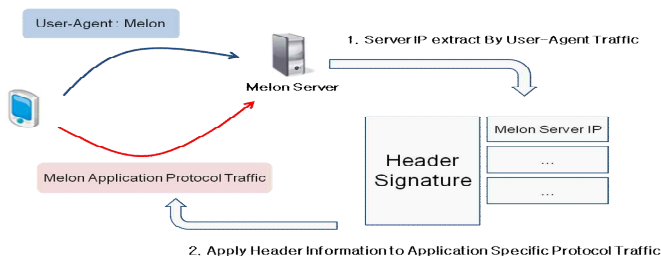 User-Agent : Melon
1. Server IP extract By User-Agent Traffic
Melon Server
Melon Server IP
Header
Signature
...
...
Melon Application Protocol Traffic
2. Apply Header Information to Application Specific Protocol Traffic